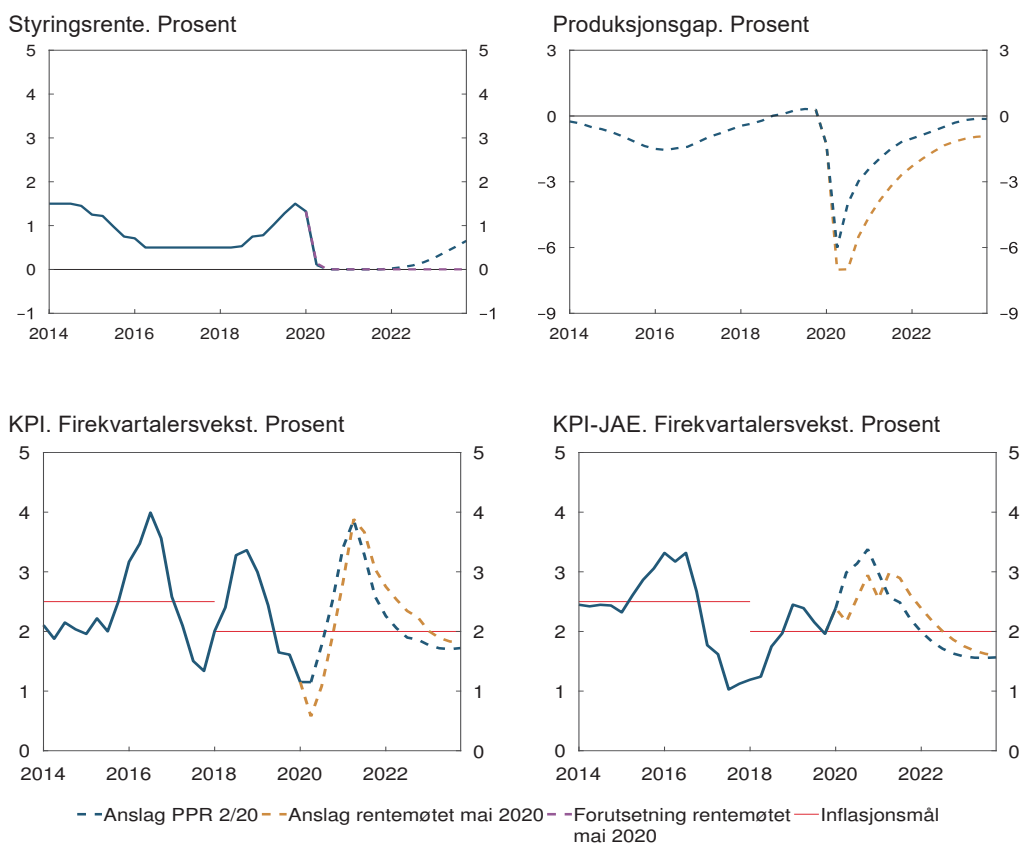 Styringsrente. Prosent
5 5
4 4
3 3
2 2
1 1
0 0
−1 −1
2014 2016 2018 2020 2022
Produksjonsgap. Prosent
3 3
0 0
−3 −3
−6 −6
−9 −9
2014 2016 2018 2020 2022
KPI. Firekvartalersvekst. Prosent
5 5
4 4
3 3
2 2
1 1
0 0
2014 2016 2018 2020 2022
KPI-JAE. Firekvartalersvekst. Prosent
5 5
4 4
3 3
2 2
1 1
0 0
2014 2016 2018 2020 2022
Anslag PPR 2/20 Anslag rentemøtet mai 2020 Forutsetning rentemøtet Inflasjonsmål
mai 2020